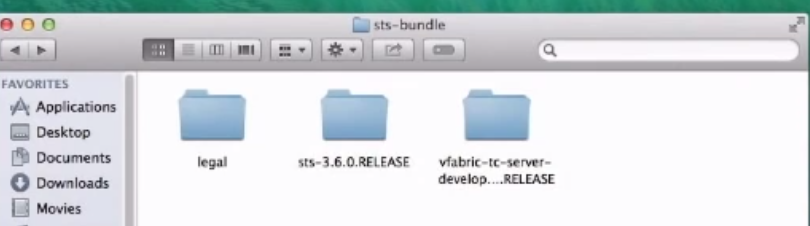 sts-bundle
FAVORITES
Applications
Desktop
Documents
Downloads
Movies
legal
sts-3.6.0.RELEASE
vfabric-tc-server-
develop....RELEASE